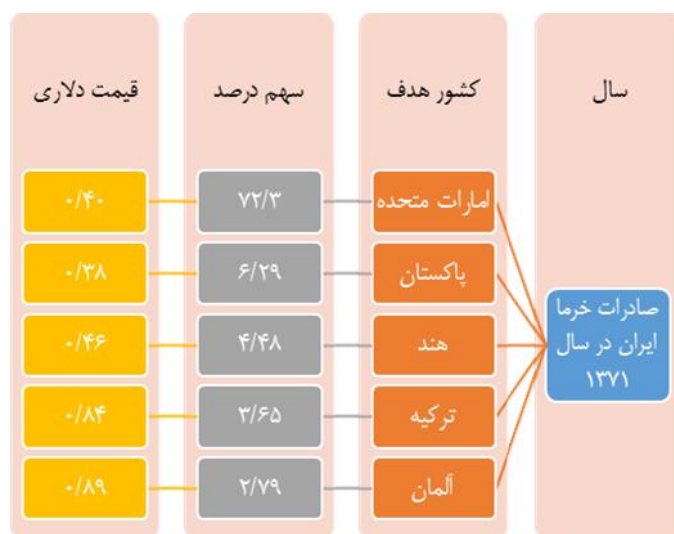 سال
کشور هدف
سهم درصد
قیمت دلاری
صادرات خرما
ایران در سال
۱۳۷۱
امارات متحده
۷۲/۳
۰/۴۰
پاکستان
۶/۲۹
۰/۳۸
هند
۴/۴۸
۰/۴۶
ترکیه
۳/۶۵
۰/۸۴
آلمان
۲/۷۹
۰/۸۹